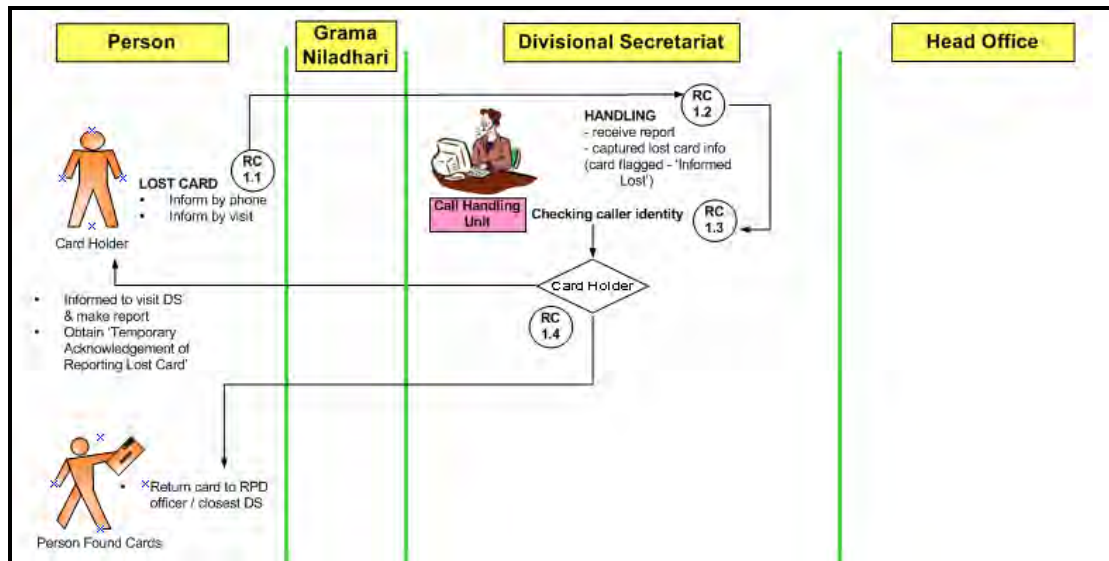 Person
Grama
Niladhari
Divisional Secretariat
Head Office
RC
1.1
LOST CARD
• Inform by phone
• Inform by visit
Card Holder
RC
1.2
HANDLING
- receive report
- captured lost card info
(card flagged - 'Informed
Lost')
Call Handling
Unit
Checking caller identity
RC
1.3
Card Holder
RC
1.4
• Informed to visit DS
& make report
• Obtain 'Temporary
Acknowledgement of
Reporting Lost Card'
• Return card to RPD
officer / closest DS
Person Found Cards